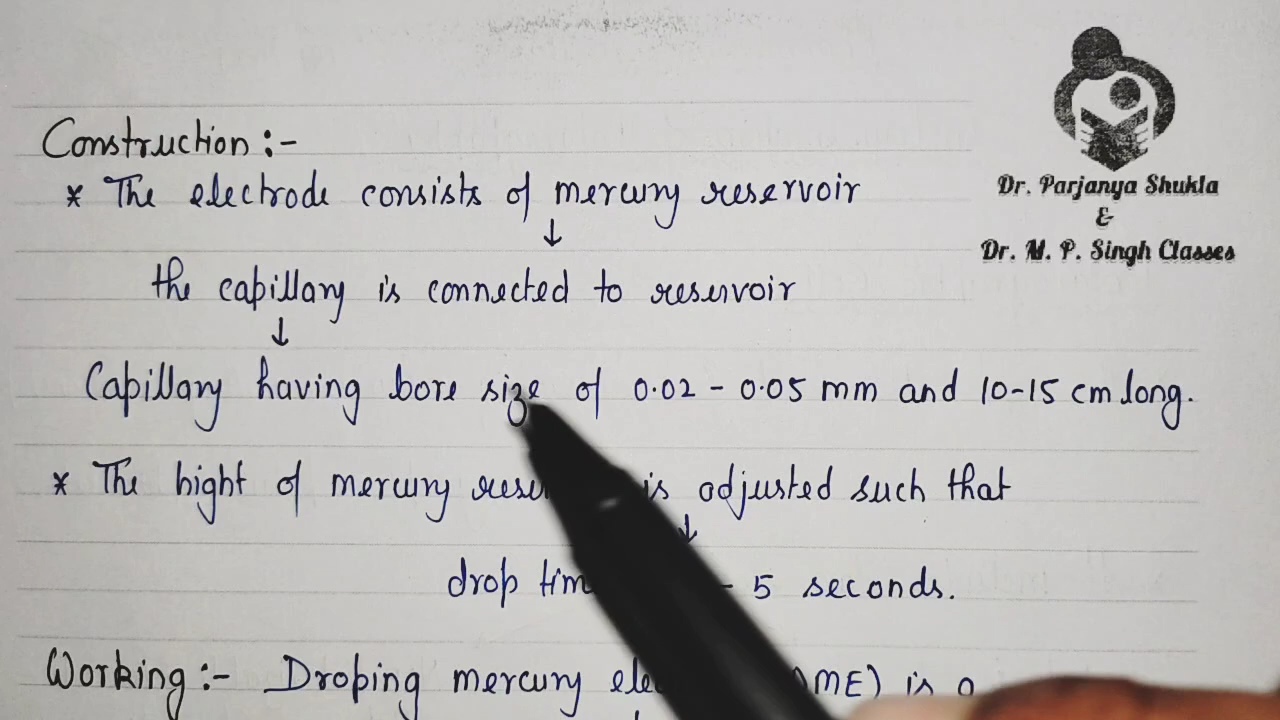 Construction :-
* The electrode consists of mercury reservoir
↓
the capillary is connected to reservoir
↓
Capillary having bore size of 0.02 - 0.05 mm and 10-15 cm long.
* The hight of mercury is adjusted such that
↓
drop - 5 seconds.
Working :- Droping mercury DME) is a
Dr. Parjanya Shukla
&
Dr. M. P. Singh Classes